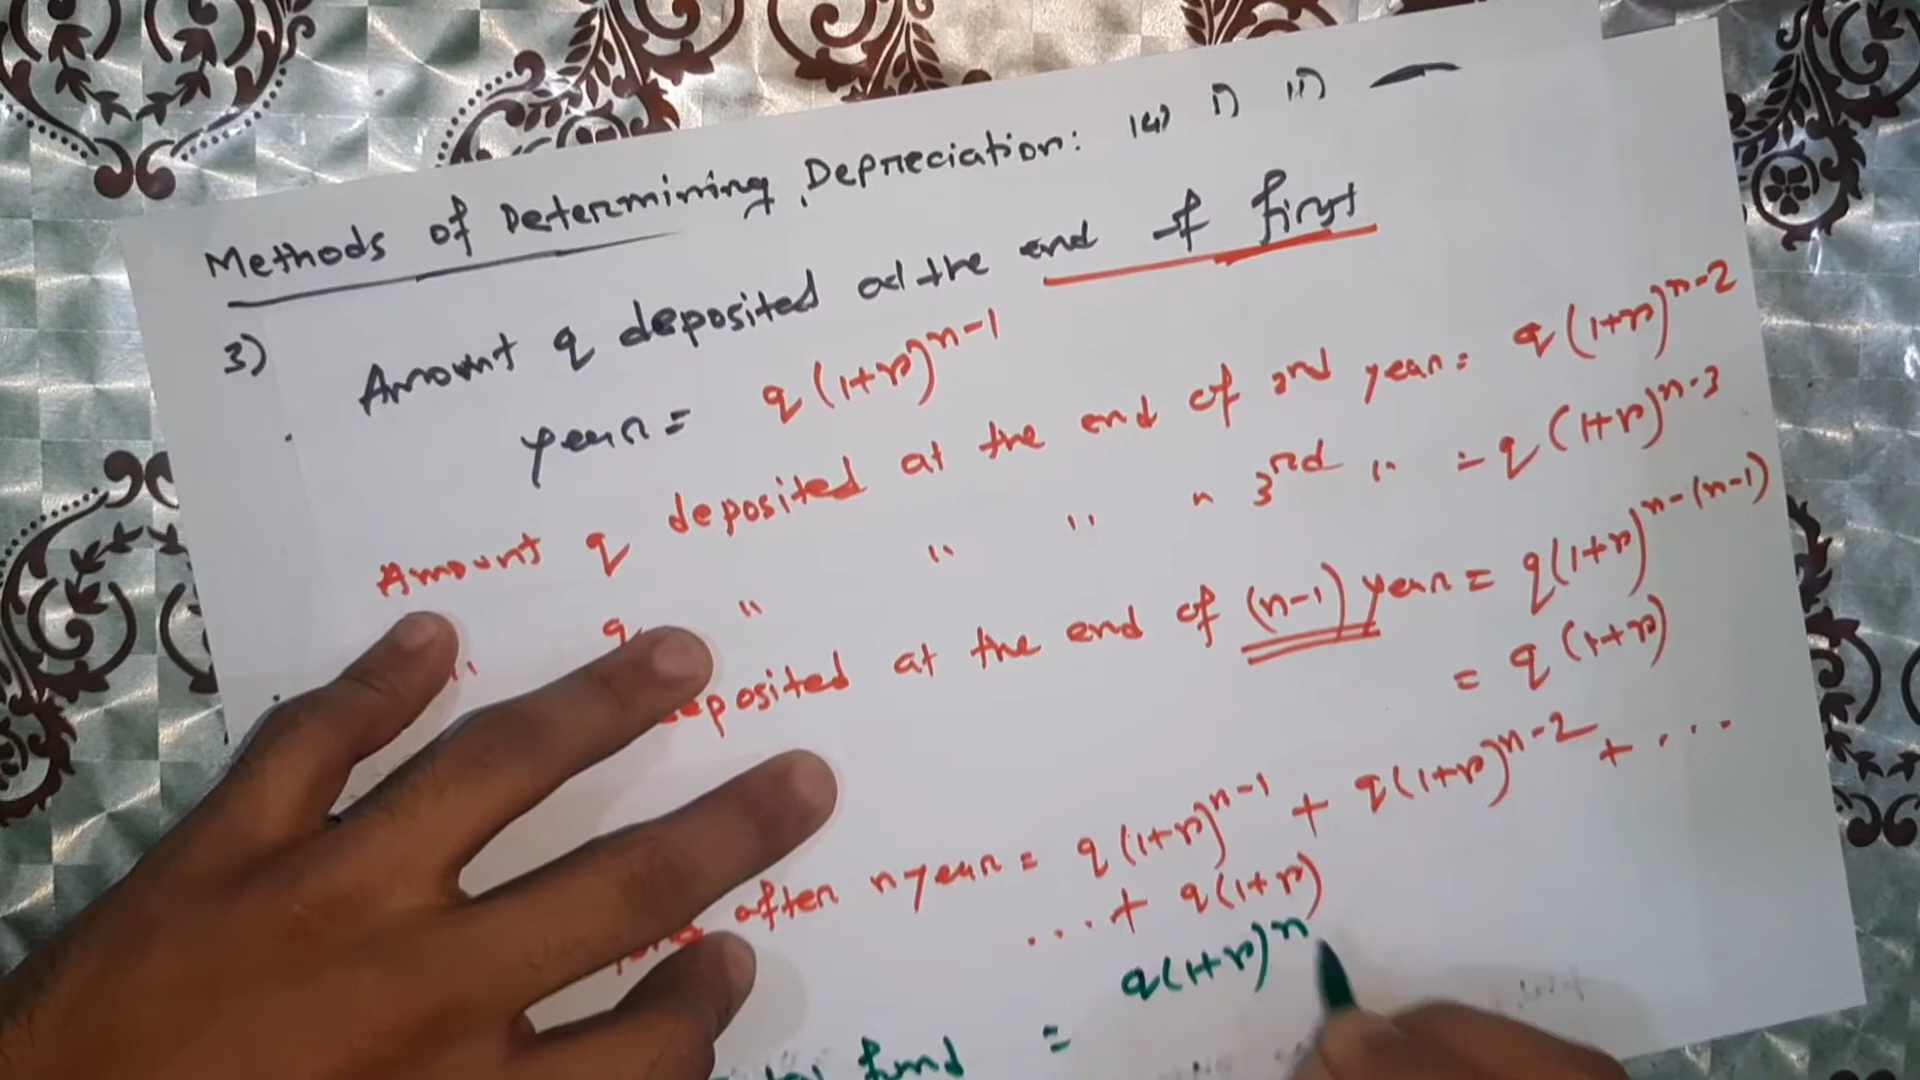 Methods of Determining Depreciation: (4) i) ii) —
3) Amount q deposited at the end of first
year = q(1+r)^n-1
Amount q deposited at the end of 2nd year = q(1+r)^n-2
" q " " " " 3rd " = q(1+r)^n-3
deposited at the end of (n-1) year = q(1+r)^n-(n-1)
= q(1+r)
after n year = q(1+r)^n-1 + q(1+r)^n-2 + ...
... + q(1+r)
fund = q(1+r)^n